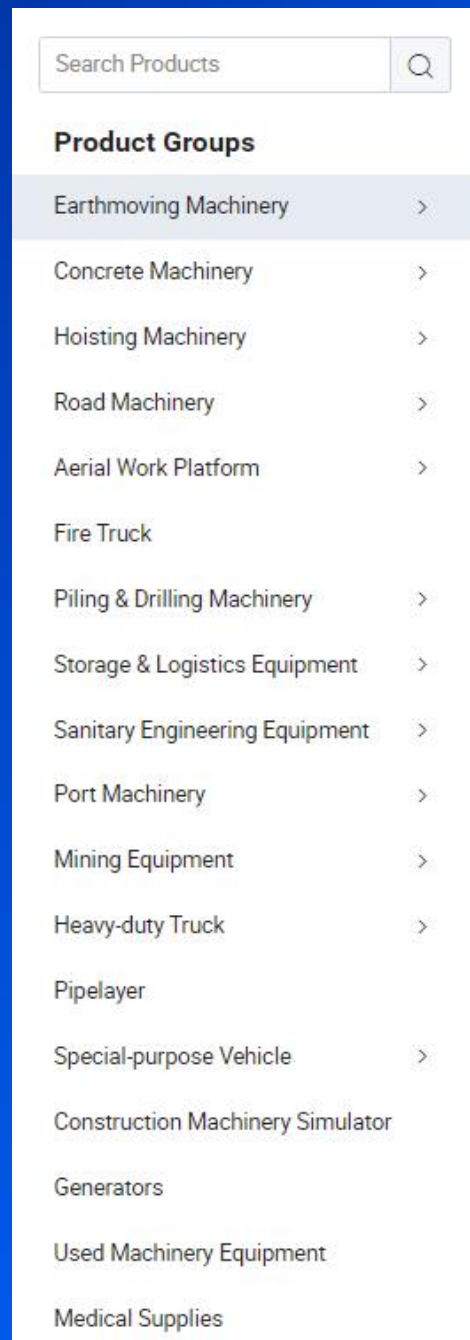 Search Products
Product Groups
Earthmoving Machinery
Concrete Machinery
Hoisting Machinery
Road Machinery
Aerial Work Platform
Fire Truck
Piling & Drilling Machinery
Storage & Logistics Equipment
Sanitary Engineering Equipment
Port Machinery
Mining Equipment
Heavy-duty Truck
Pipelayer
Special-purpose Vehicle
Construction Machinery Simulator
Generators
Used Machinery Equipment
Medical Supplies